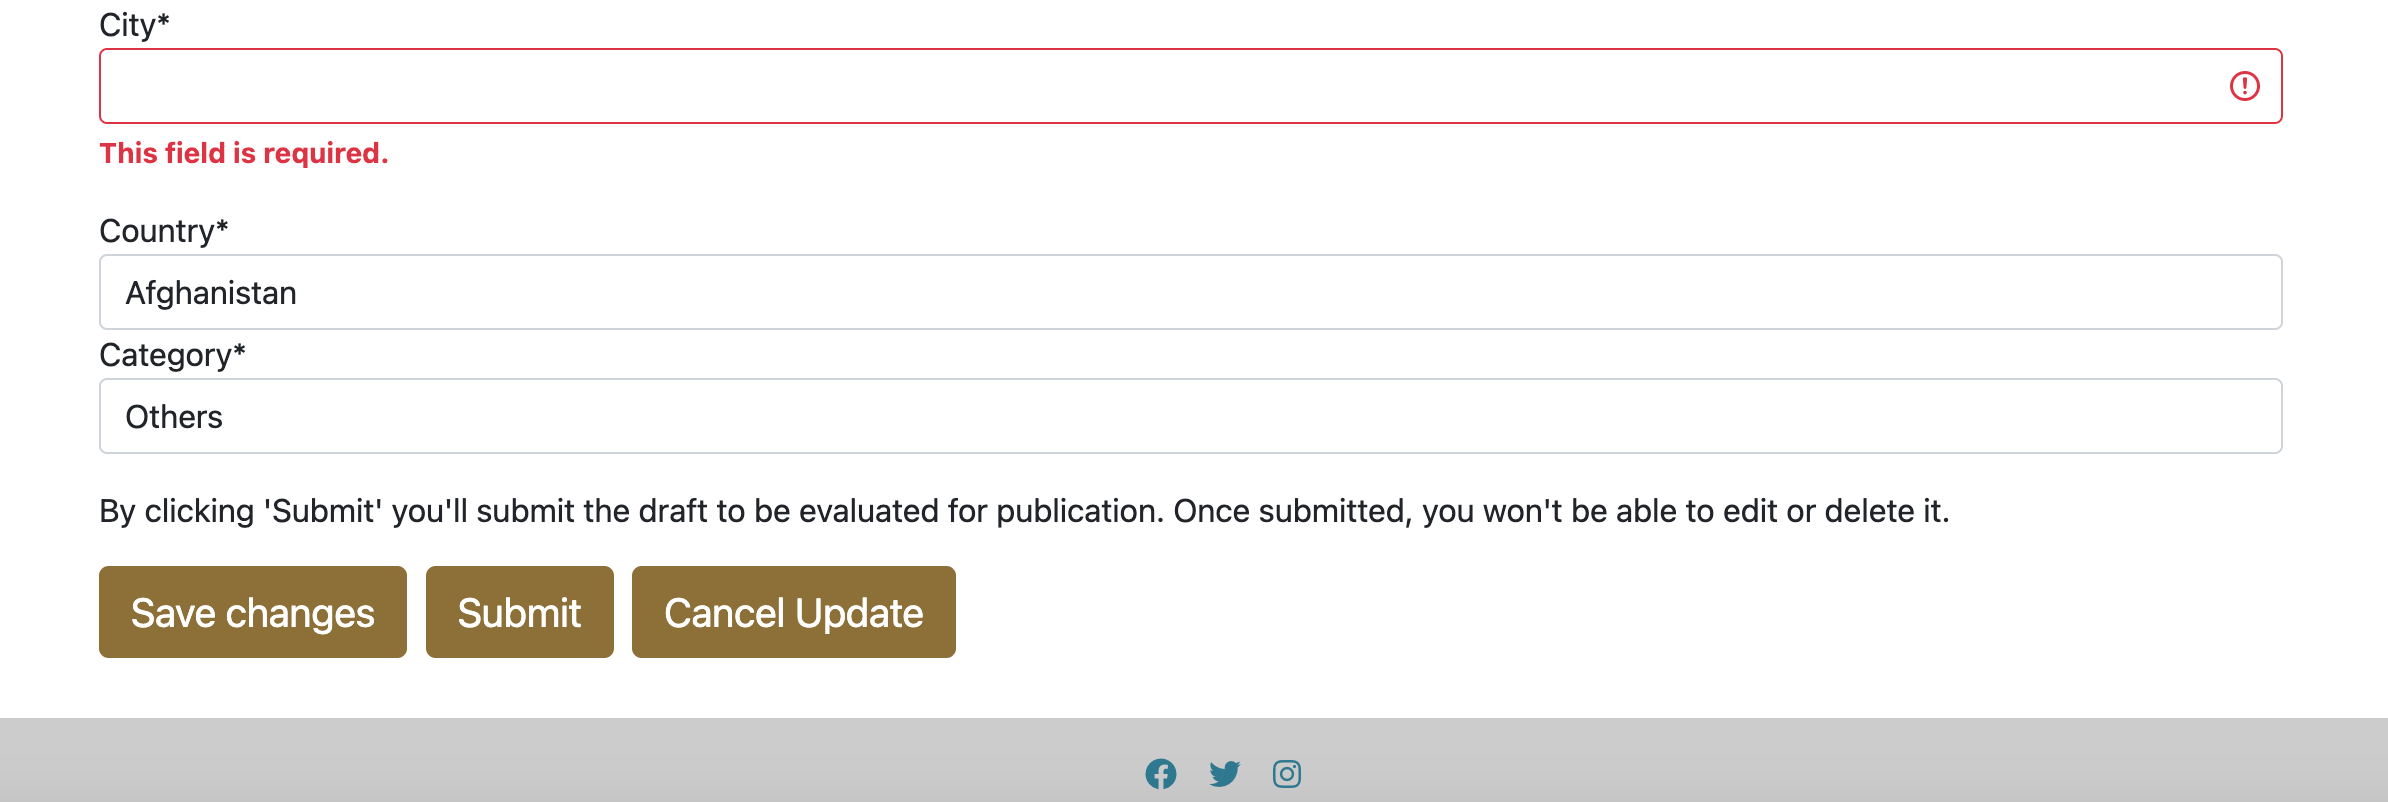 City*
This field is required.
Country*
Afghanistan
Category*
Others
By clicking 'Submit' you'll submit the draft to be evaluated for publication. Once submitted, you won't be able to edit or delete it.
Save changes Submit Cancel Update